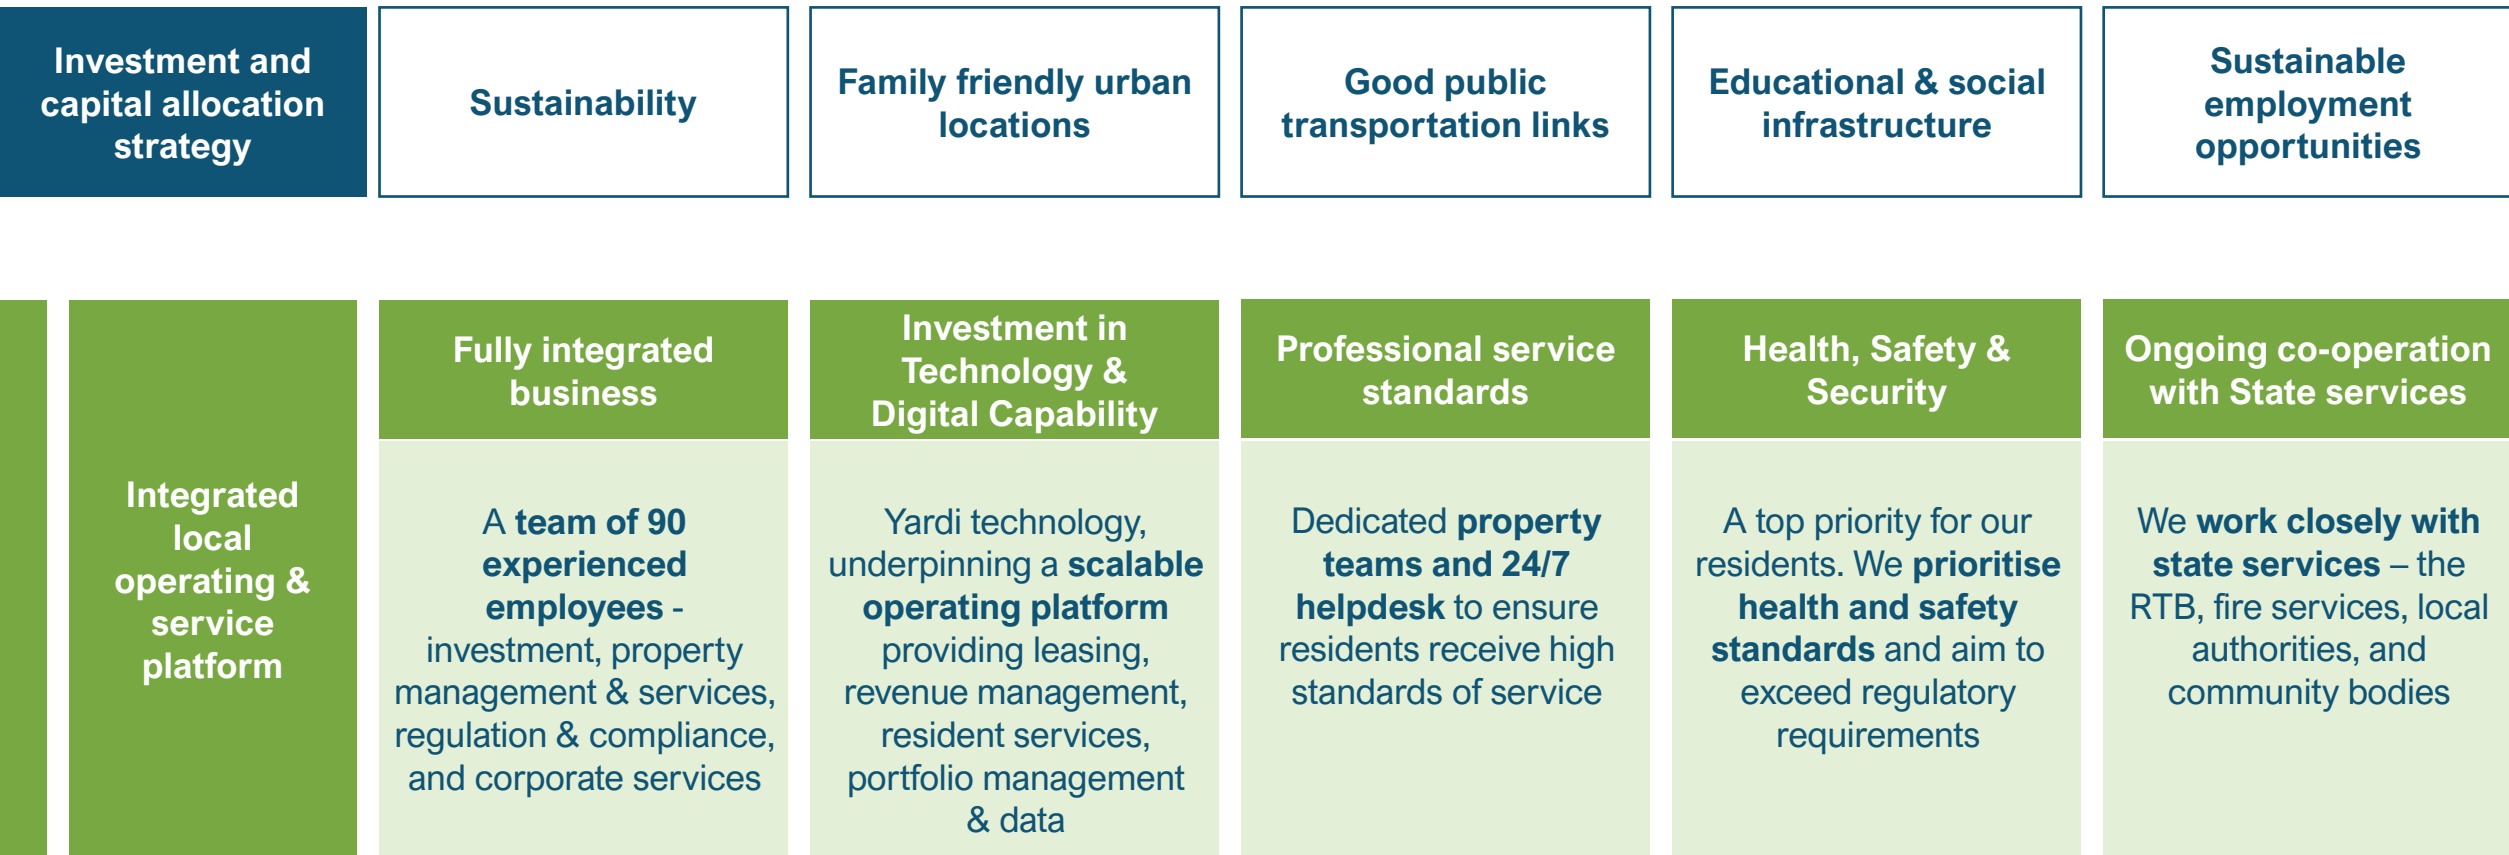 Investment and
capital allocation
strategy
Sustainability
Family friendly urban
locations
Good public
transportation links
Educational & social
infrastructure
Sustainable
employment
opportunities
Integrated
local
operating &
service
platform
Fully integrated
business
A team of 90
experienced
employees -
investment, property
management & services,
regulation & compliance,
and corporate services
Investment in
Technology &
Digital Capability
Yardi technology,
underpinning a scalable
operating platform
providing leasing,
revenue management,
resident services,
portfolio management
& data
Professional service
standards
Dedicated property
teams and 24/7
helpdesk to ensure
residents receive high
standards of service
Health, Safety &
Security
A top priority for our
residents. We prioritise
health and safety
standards and aim to
exceed regulatory
requirements
Ongoing co-operation
with State services
We work closely with
state services – the
RTB, fire services, local
authorities, and
community bodies